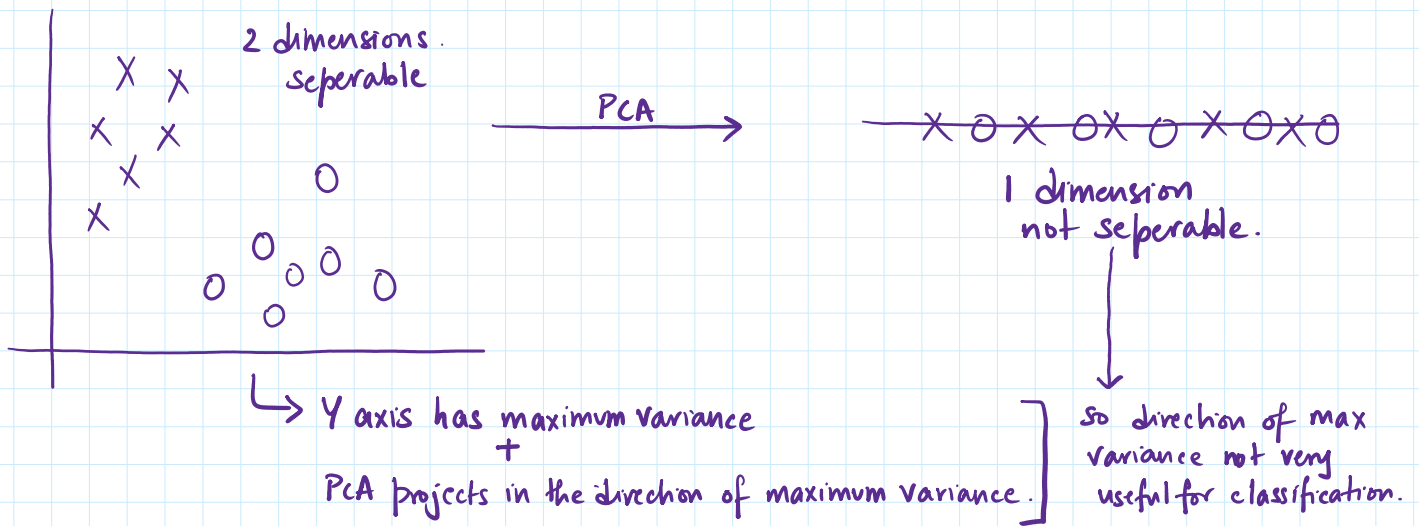 2 dimensions.
seperable
PCA
X O X O X O X O X O
1 dimension
not seperable.
Y axis has maximum variance
+
PCA projects in the direction of maximum variance.
so direction of max
variance not very
useful for classification.